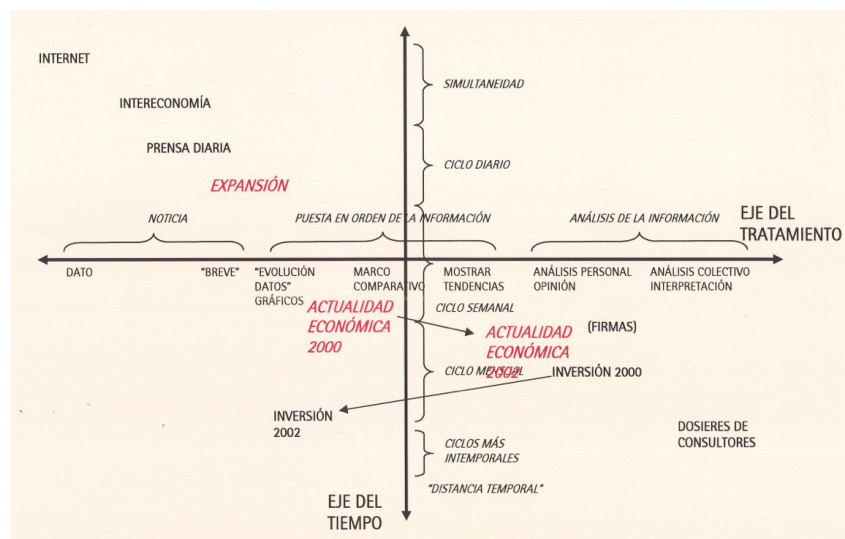 INTERNET
SIMULTANEIDAD
INTERECONOMÍA
PRENSA DIARIA
CICLO DIARIO
EXPANSIÓN
NOTICIA
PUESTA EN ORDEN DE LA INFORMACIÓN
ANÁLISIS DE LA INFORMACIÓN
EJE DEL
TRATAMIENTO
DATO
"BREVE"
"EVOLUCIÓN
DATOS"
GRÁFICOS
MARCO
COMPARATIVO
MOSTRAR
TENDENCIAS
ANÁLISIS PERSONAL
OPINIÓN
ANÁLISIS COLECTIVO
INTERPRETACIÓN
ACTUALIDAD
ECONÓMICA
2000
CICLO SEMANAL
ACTUALIDAD
ECONÓMICA
2002
(FIRMAS)
CICLO MENSUAL
INVERSIÓN 2000
INVERSIÓN
2002
DOSIERES DE
CONSULTORES
CICLOS MÁS
INTEMPORALES
"DISTANCIA TEMPORAL"
EJE DEL
TIEMPO